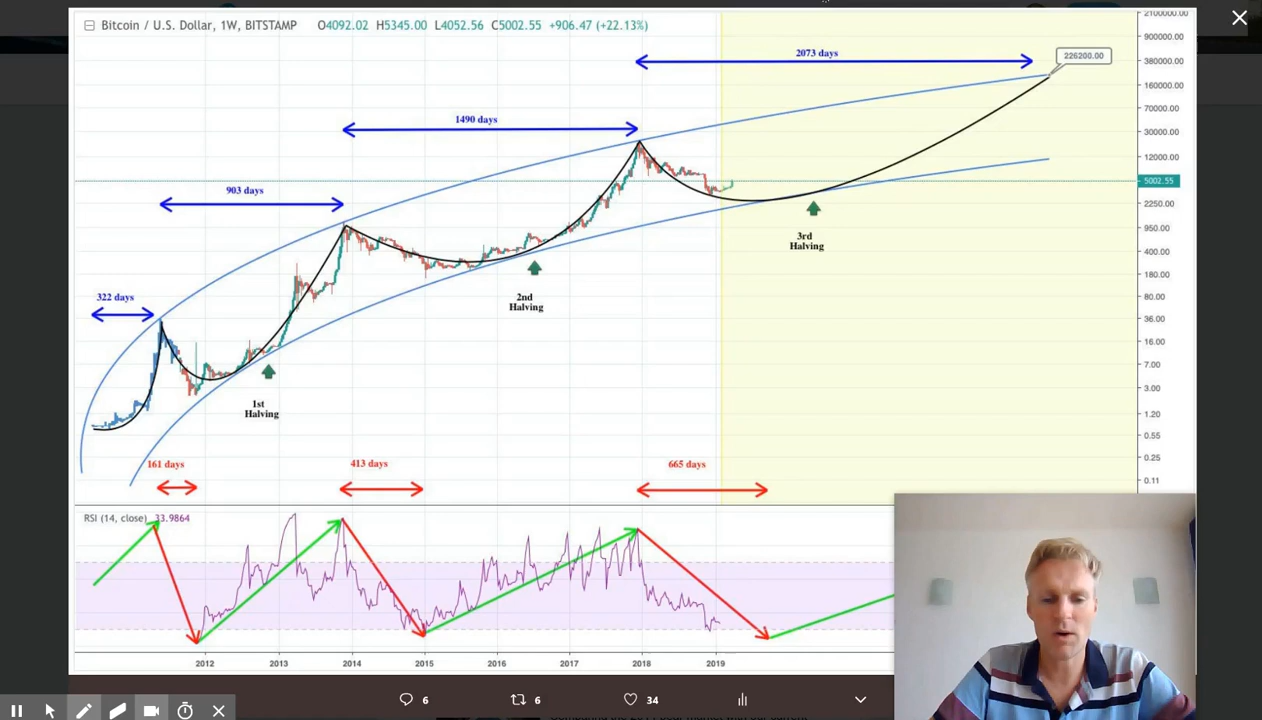 Bitcoin / U.S. Dollar, 1W, BITSTAMP O4092.02 H5345.00 L4052.56 C5002.55 +906.47 (+22.13%)
2100000.00
900000.00
2073 days
226200.00
380000.00
160000.00
70000.00
1490 days
30000.00
12000.00
5002.55
903 days
2250.00
950.00
3rd
Halving
400.00
180.00
322 days
2nd
Halving
80.00
36.00
16.00
7.00
3.00
1st
Halving
1.20
0.55
161 days
413 days
665 days
0.25
0.11
RSI (14, close) 33.9864
2012
2013
2014
2015
2016
2017
2018
2019
6
6
34